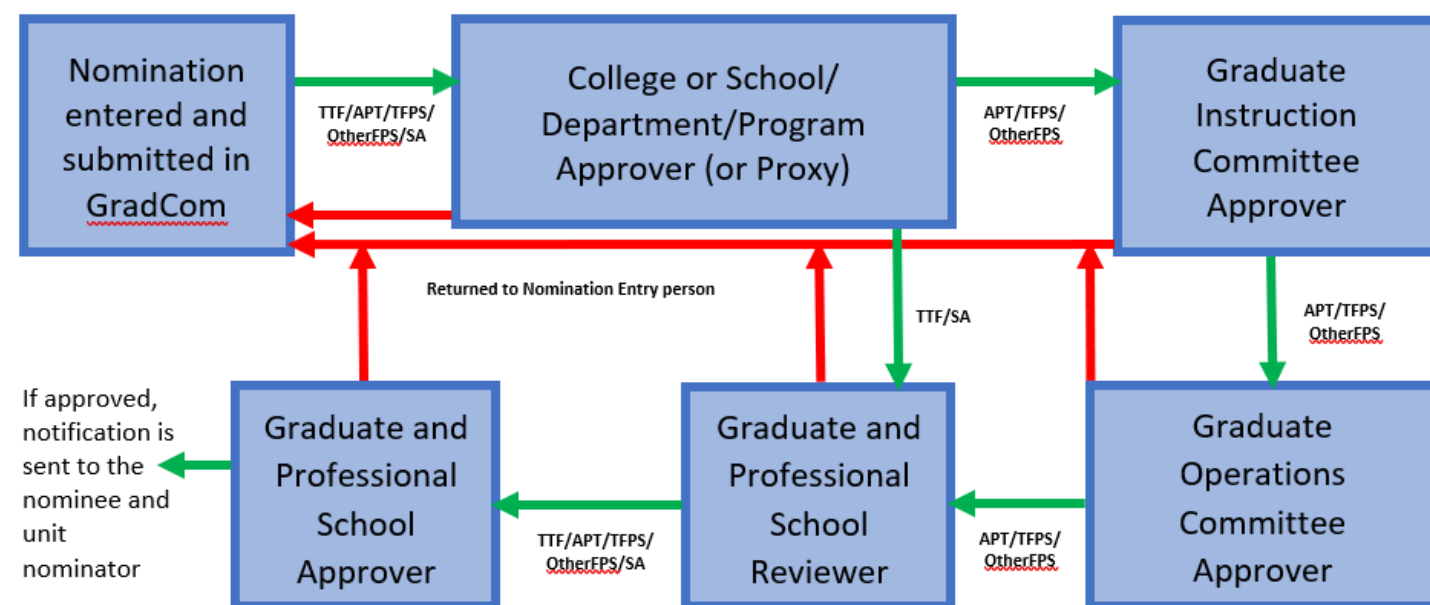 Nomination
entered and
submitted in
GradCom
TTF/APT/TFPS/
OtherFPS/SA
College or School/
Department/Program
Approver (or Proxy)
APT/TFPS/
OtherFPS
Graduate
Instruction
Committee
Approver
Returned to Nomination Entry person
TTF/SA
APT/TFPS/
OtherFPS
If approved,
notification is
sent to the
nominee and
unit
nominator
Graduate and
Professional
School
Approver
TTF/APT/TFPS/
OtherFPS/SA
Graduate and
Professional
School
Reviewer
APT/TFPS/
OtherFPS
Graduate
Operations
Committee
Approver